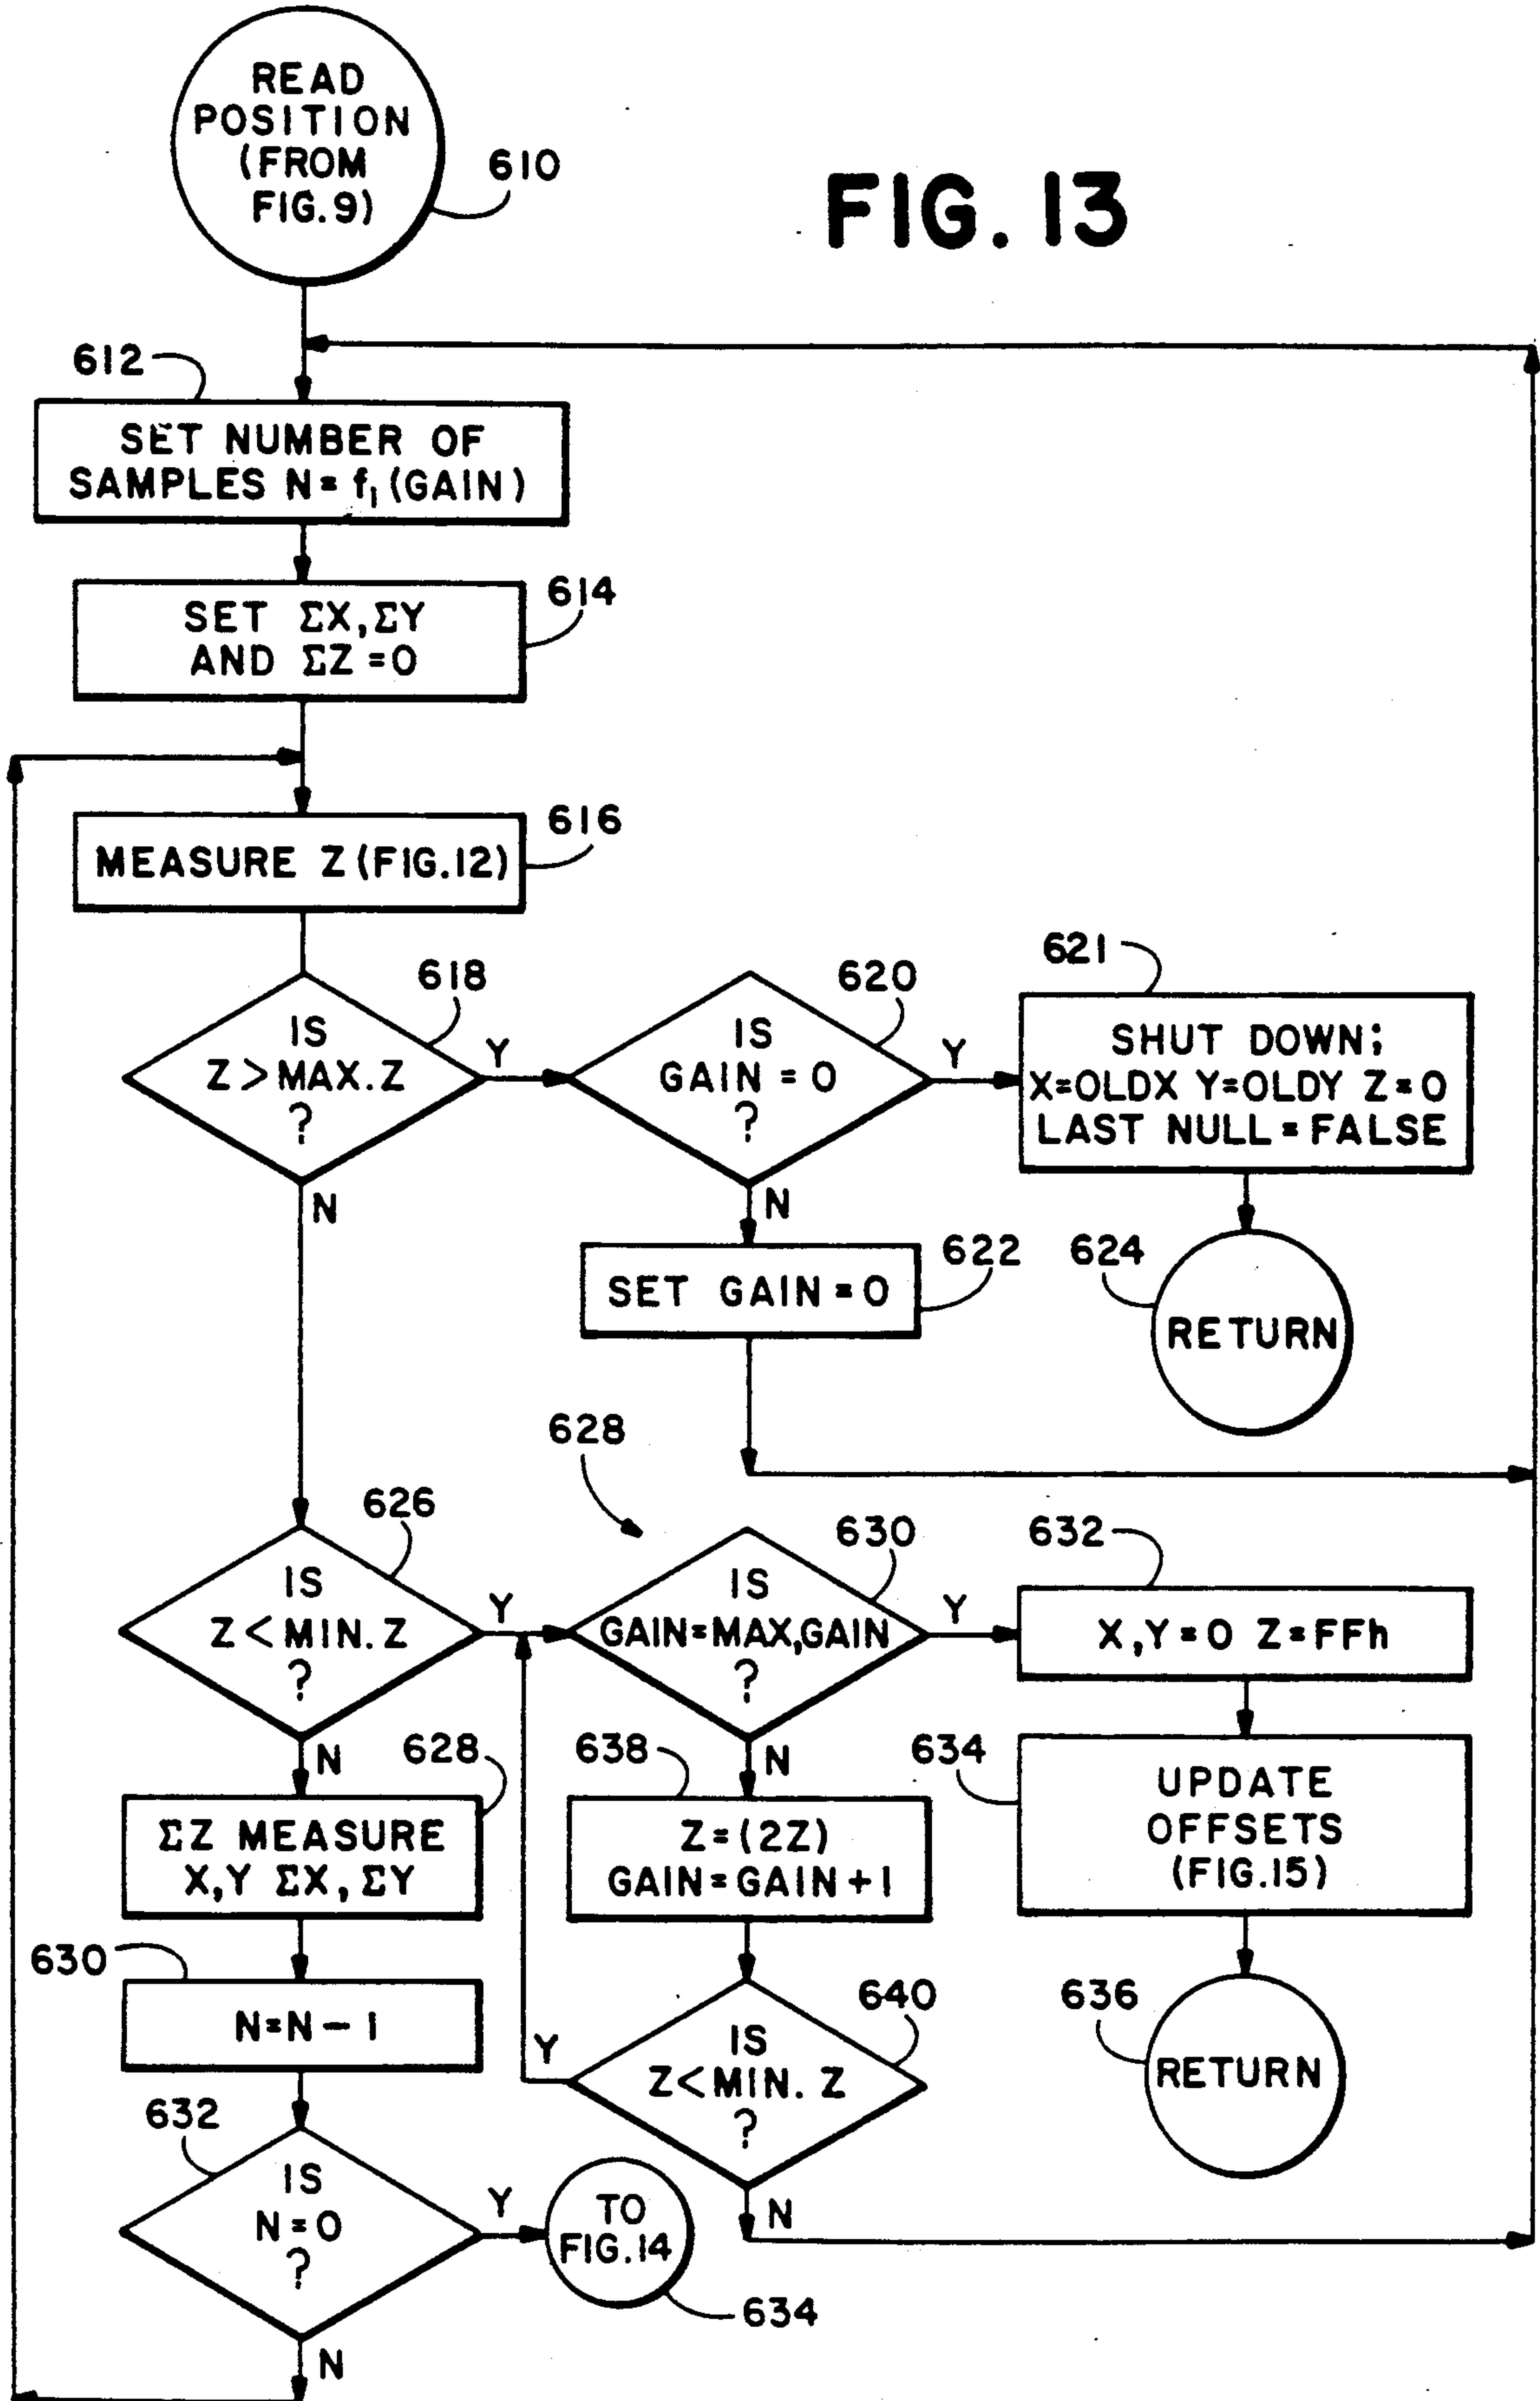 READ
POSITION
(FROM
FIG. 9)
610
FIG. 13
612
SET NUMBER OF
SAMPLES N = f1 (GAIN)
SET ΣX, ΣY
AND ΣZ = 0
614
MEASURE Z (FIG. 12)
616
IS
Z > MAX. Z
?
618
Y
N
IS
GAIN = 0
?
620
Y
N
621
SHUT DOWN;
X=OLDX Y=OLDY Z=0
LAST NULL = FALSE
SET GAIN = 0
622
624
RETURN
628
626
IS
Z < MIN. Z
?
Y
N
630
IS
GAIN=MAX,GAIN
?
Y
N
632
X,Y=0 Z=FFh
634
UPDATE
OFFSETS
(FIG.15)
636
RETURN
628
ΣZ MEASURE
X,Y ΣX, ΣY
638
Z=(2Z)
GAIN=GAIN+1
630
N=N-1
640
IS
Z<MIN. Z
?
Y
N
632
IS
N=0
?
Y
N
TO
FIG.14
634